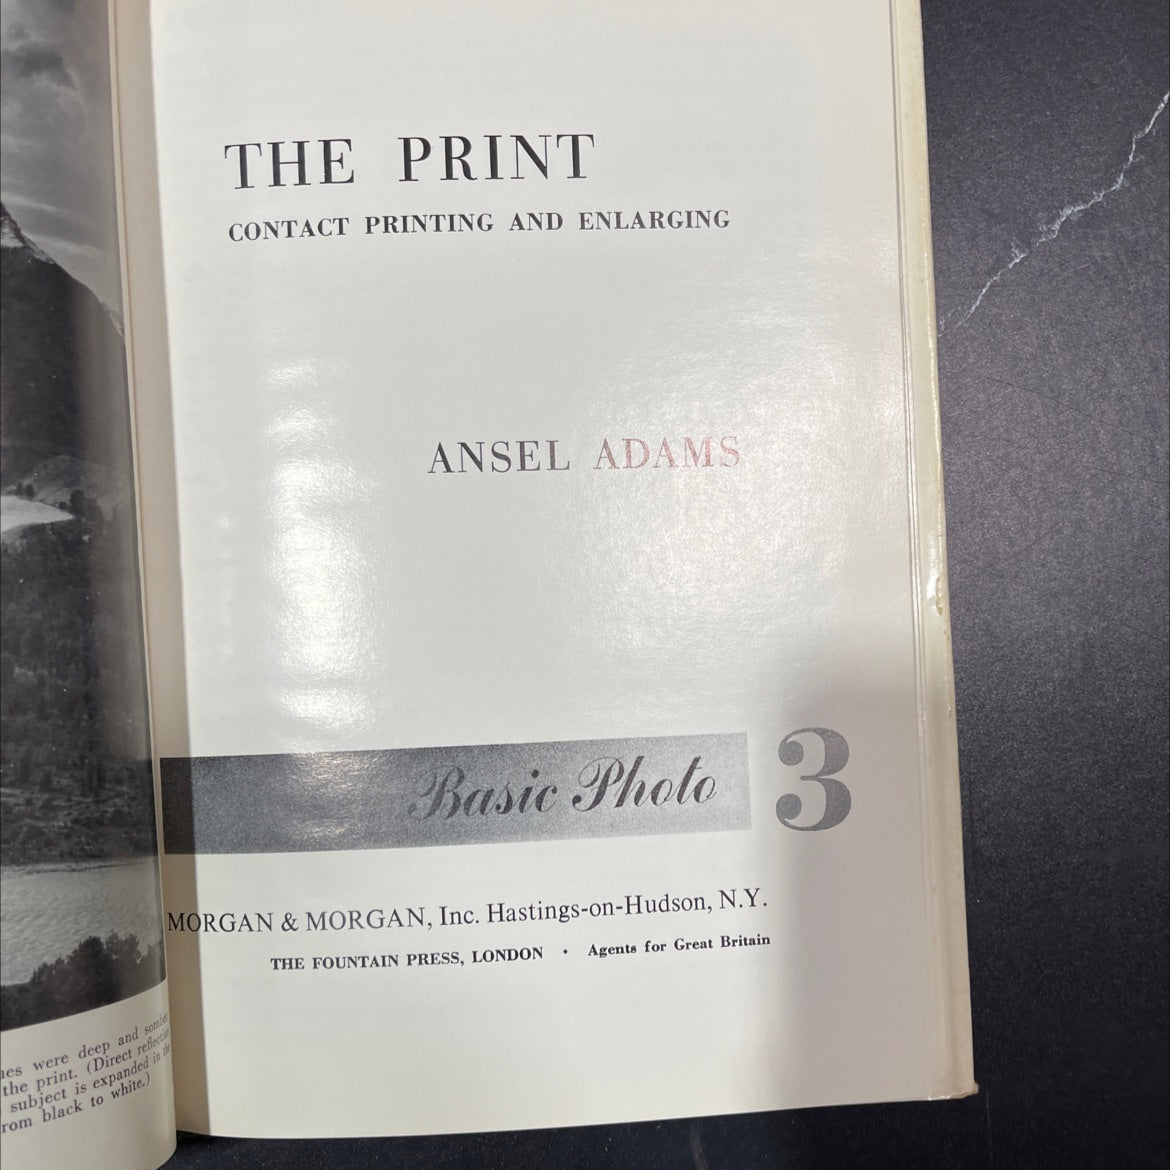 THE PRINT
CONTACT PRINTING AND ENLARGING
ANSEL ADAMS
Basic Photo 3
MORGAN & MORGAN, Inc. Hastings-on-Hudson, N.Y.
THE FOUNTAIN PRESS, LONDON · Agents for Great Britain
were deep and
the print. (Direct reflection
subject is expanded in the
from black to white.)